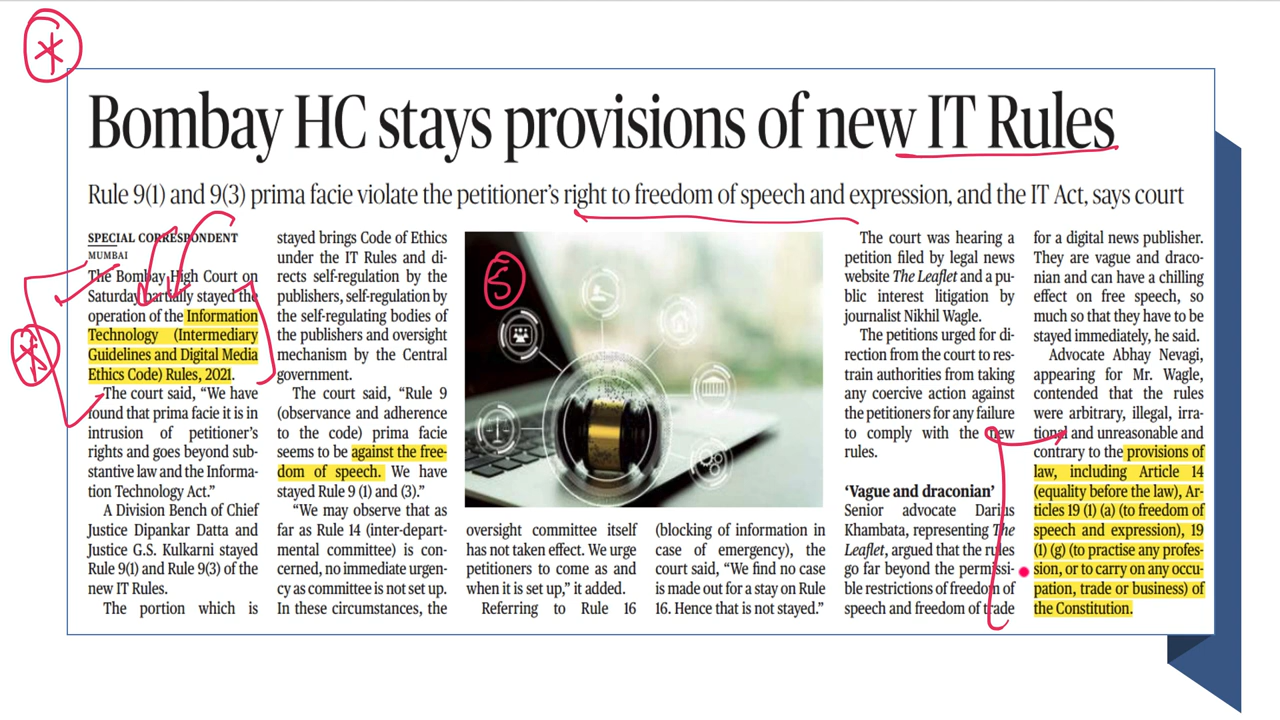 Bombay HC stays provisions of new IT Rules
Rule 9(1) and 9(3) prima facie violate the petitioner's right to freedom of speech and expression, and the IT Act, says court
SPECIAL CORRESPONDENT
MUMBAI
The Bombay High Court on
Saturday partially stayed the
operation of the Information
Technology (Intermediary
Guidelines and Digital Media
Ethics Code) Rules, 2021.
The court said, "We have
found that prima facie it is in
intrusion of petitioner's
rights and goes beyond sub-
stantive law and the Informa-
tion Technology Act."
A Division Bench of Chief
Justice Dipankar Datta and
Justice G.S. Kulkarni stayed
Rule 9(1) and Rule 9(3) of the
new IT Rules.
The portion which is
stayed brings Code of Ethics
under the IT Rules and di-
rects self-regulation by the
publishers, self-regulation by
the self-regulating bodies of
the publishers and oversight
mechanism by the Central
government.
The court said, "Rule 9
(observance and adherence
to the code) prima facie
seems to be against the free-
dom of speech. We have
stayed Rule 9 (1) and (3)."
"We may observe that as
far as Rule 14 (inter-depart-
mental committee) is con-
cerned, no immediate urgen-
cy as committee is not set up.
In these circumstances, the
oversight committee itself
has not taken effect. We urge
petitioners to come as and
when it is set up," it added.
Referring to Rule 16
(blocking of information in
case of emergency), the
court said, "We find no case
is made out for a stay on Rule
16. Hence that is not stayed."
The court was hearing a
petition filed by legal news
website The Leaflet and a pu-
blic interest litigation by
journalist Nikhil Wagle.
The petitions urged for di-
rection from the court to res-
train authorities from taking
any coercive action against
the petitioners for any failure
to comply with the new
rules.
'Vague and draconian'
Senior advocate Darius
Khambata, representing The
Leaflet, argued that the rules
go far beyond the permissi-
ble restrictions of freedom of
speech and freedom of trade
for a digital news publisher.
They are vague and draco-
nian and can have a chilling
effect on free speech, so
much so that they have to be
stayed immediately, he said.
Advocate Abhay Nevagi,
appearing for Mr. Wagle,
contended that the rules
were arbitrary, illegal, irra-
tional and unreasonable and
contrary to the provisions of
law, including Article 14
(equality before the law), Ar-
ticles 19 (1) (a) (to freedom of
speech and expression), 19
(1) (g) (to practise any profes-
sion, or to carry on any occu-
pation, trade or business) of
the Constitution.